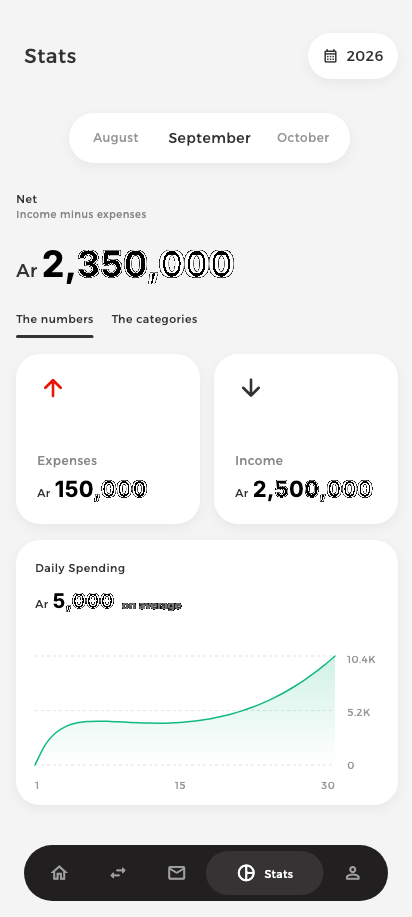 Stats
2026
August September October
Net
Income minus expenses
Ar 2,350,000
The numbers The categories
Expenses
Ar 150,000
Income
Ar 2,500,000
Daily Spending
Ar 5,000 on average
10.4K
5.2K
0
1 15 30
Stats